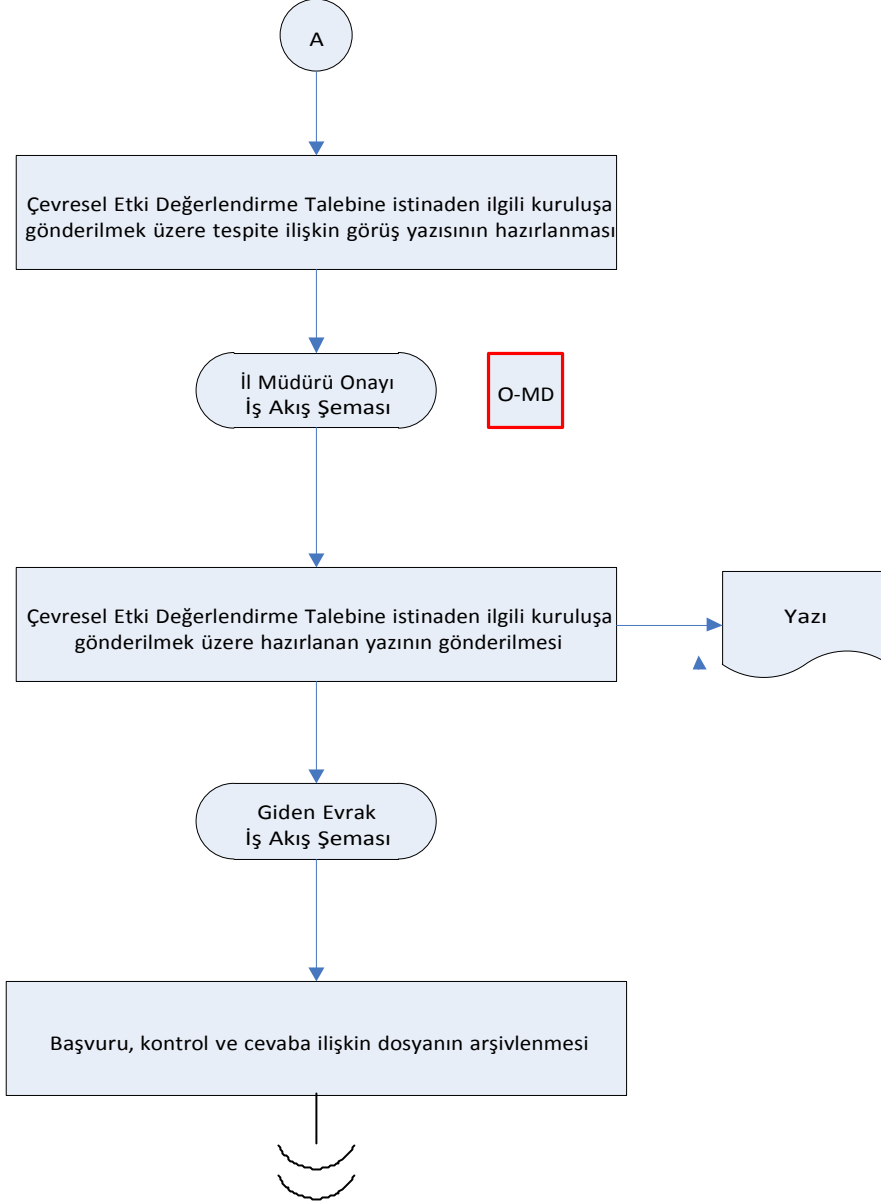 A
Çevresel Etki Değerlendirme Talebine istinaden ilgili kuruluşa
gönderilmek üzere tespite ilişkin görüş yazısının hazırlanması
İl Müdürü Onayı
İş Akış Şeması
O-MD
Çevresel Etki Değerlendirme Talebine istinaden ilgili kuruluşa
gönderilmek üzere hazırlanan yazının gönderilmesi
Yazı
Giden Evrak
İş Akış Şeması
Başvuru, kontrol ve cevaba ilişkin dosyanın arşivlenmesi